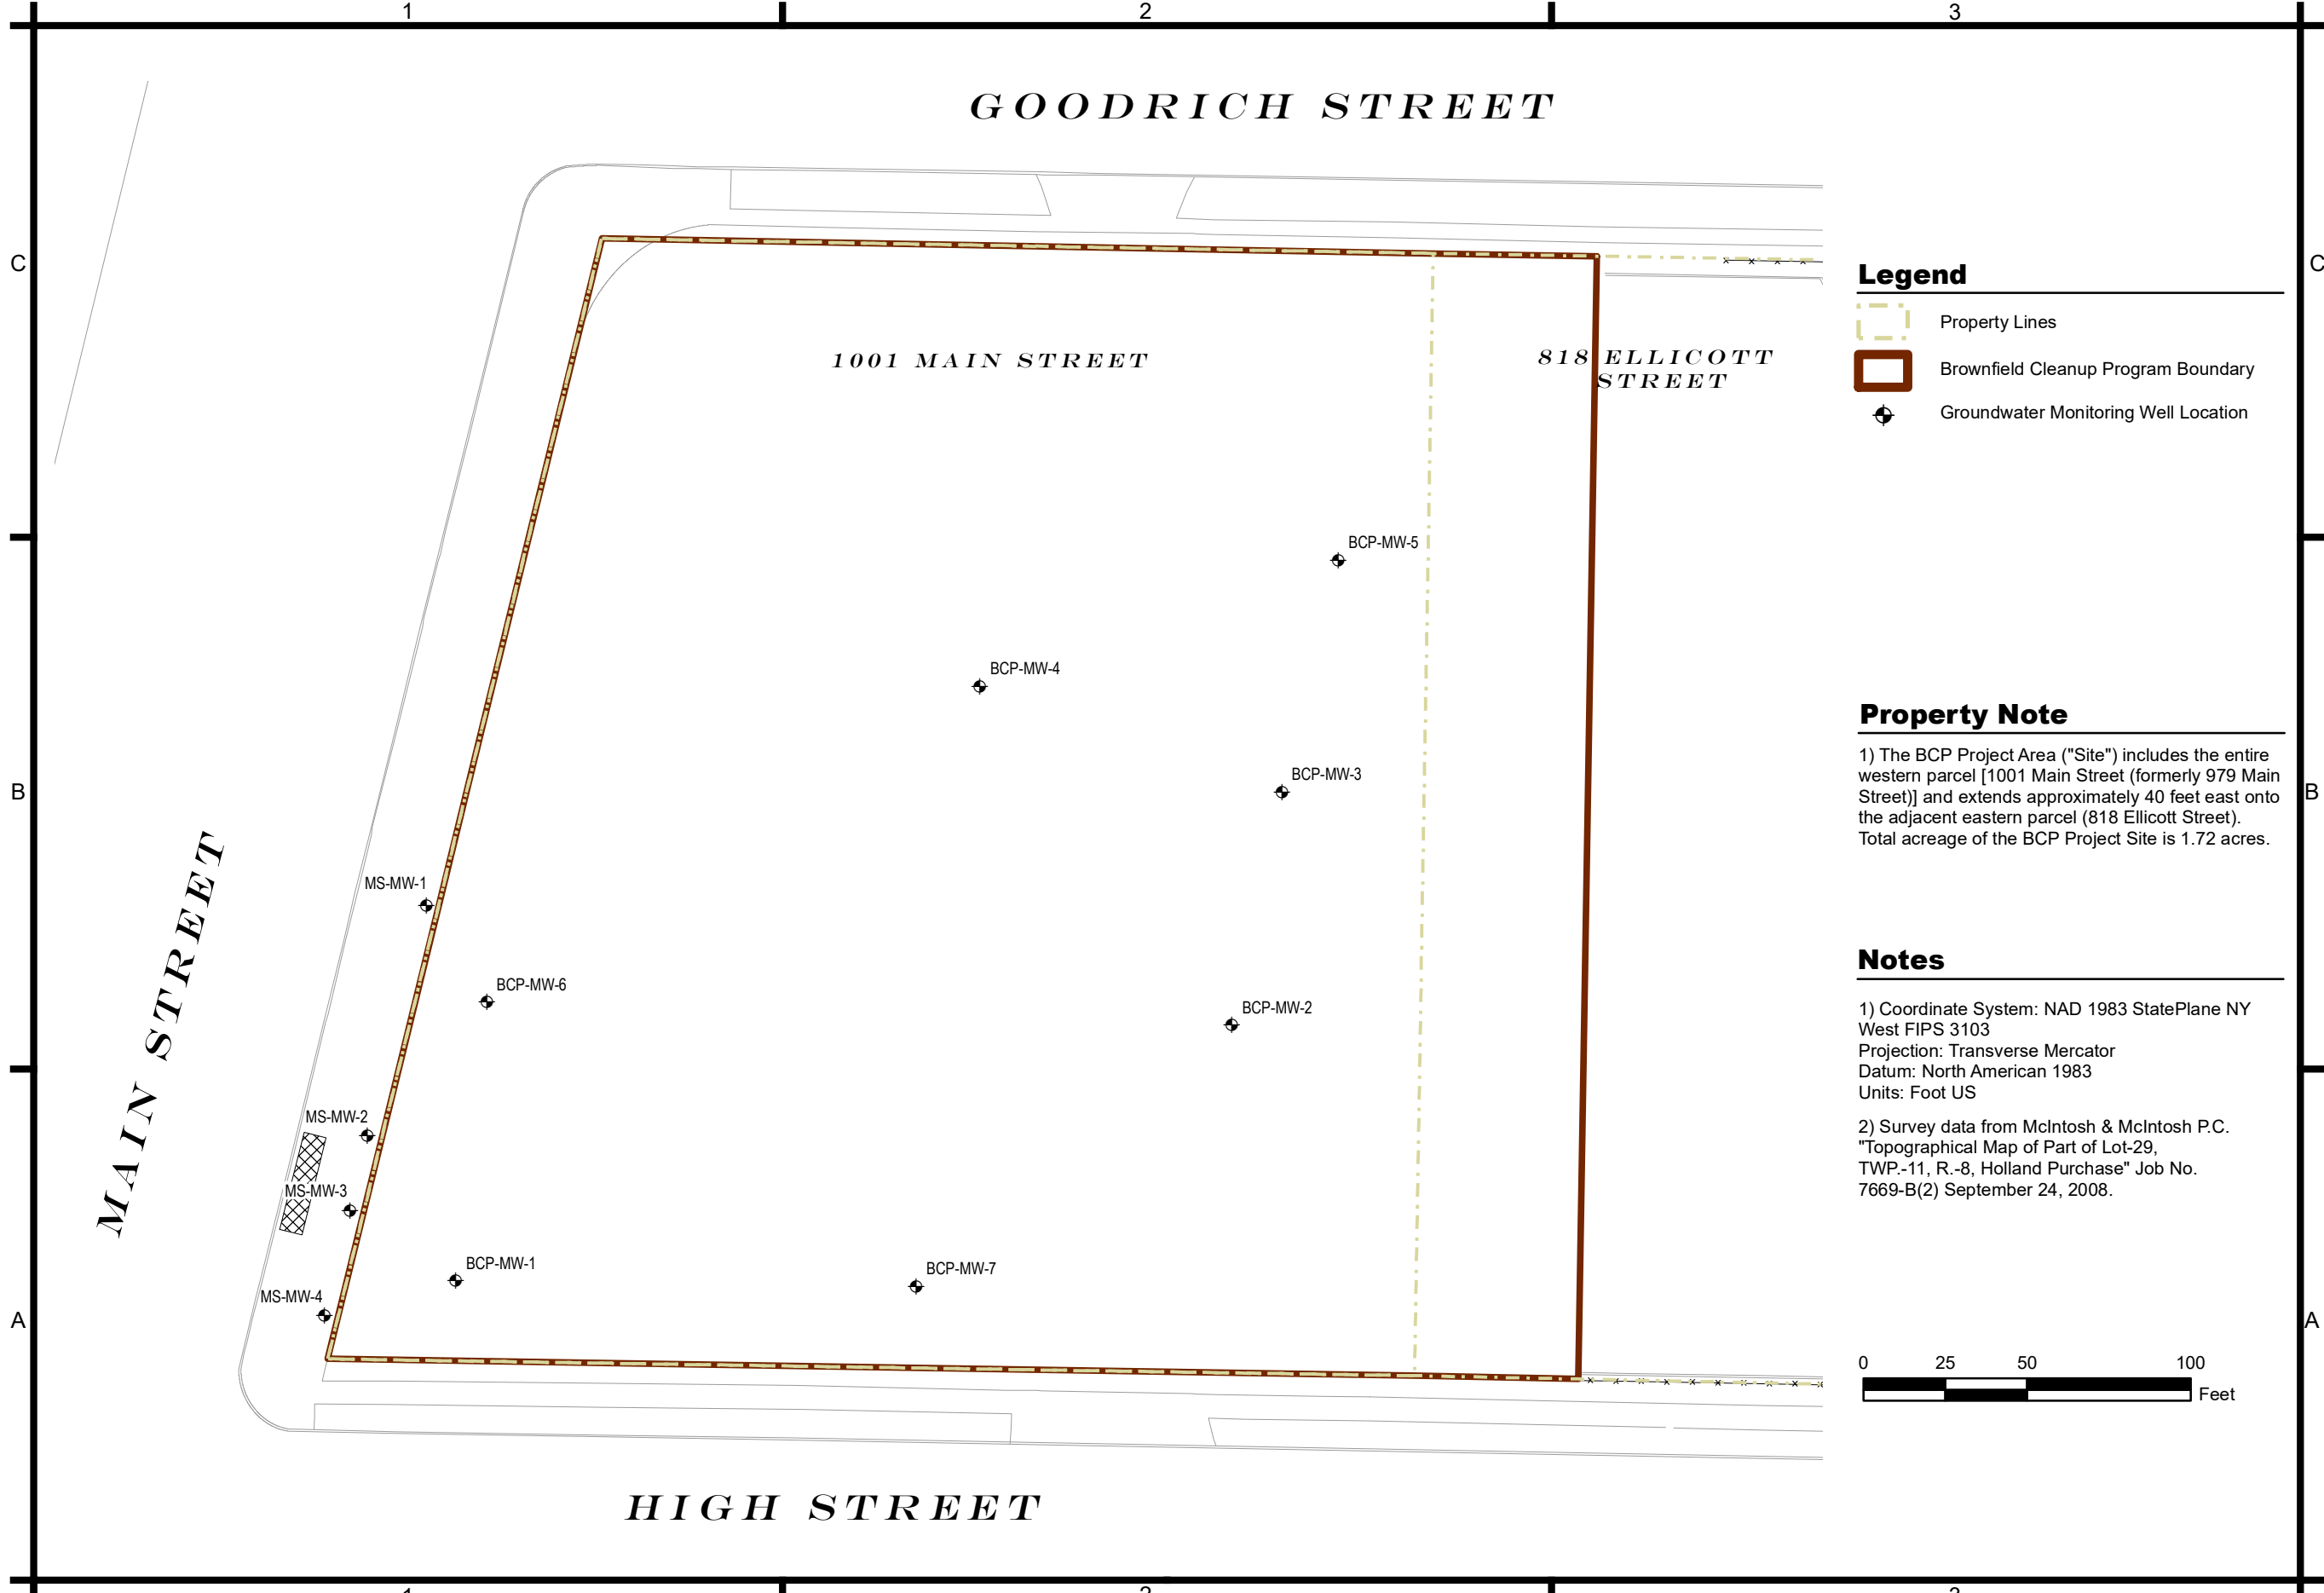 1
2
3
GOODRICH STREET
C
C
Legend
Property Lines
1001 MAIN STREET
818 ELLICOTT
STREET
Brownfield Cleanup Program Boundary
Groundwater Monitoring Well Location
BCP-MW-5
BCP-MW-4
Property Note
BCP-MW-3
1) The BCP Project Area ("Site") includes the entire
western parcel [1001 Main Street (formerly 979 Main
Street)] and extends approximately 40 feet east onto
the adjacent eastern parcel (818 Ellicott Street).
Total acreage of the BCP Project Site is 1.72 acres.
B
B
MAIN STREET
MS-MW-1
BCP-MW-6
BCP-MW-2
Notes
1) Coordinate System: NAD 1983 StatePlane NY
West FIPS 3103
Projection: Transverse Mercator
Datum: North American 1983
Units: Foot US
2) Survey data from McIntosh & McIntosh P.C.
"Topographical Map of Part of Lot-29,
TWP.-11, R.-8, Holland Purchase" Job No.
7669-B(2) September 24, 2008.
MS-MW-2
MS-MW-3
BCP-MW-1
BCP-MW-7
MS-MW-4
A
A
0 25 50 100
Feet
HIGH STREET